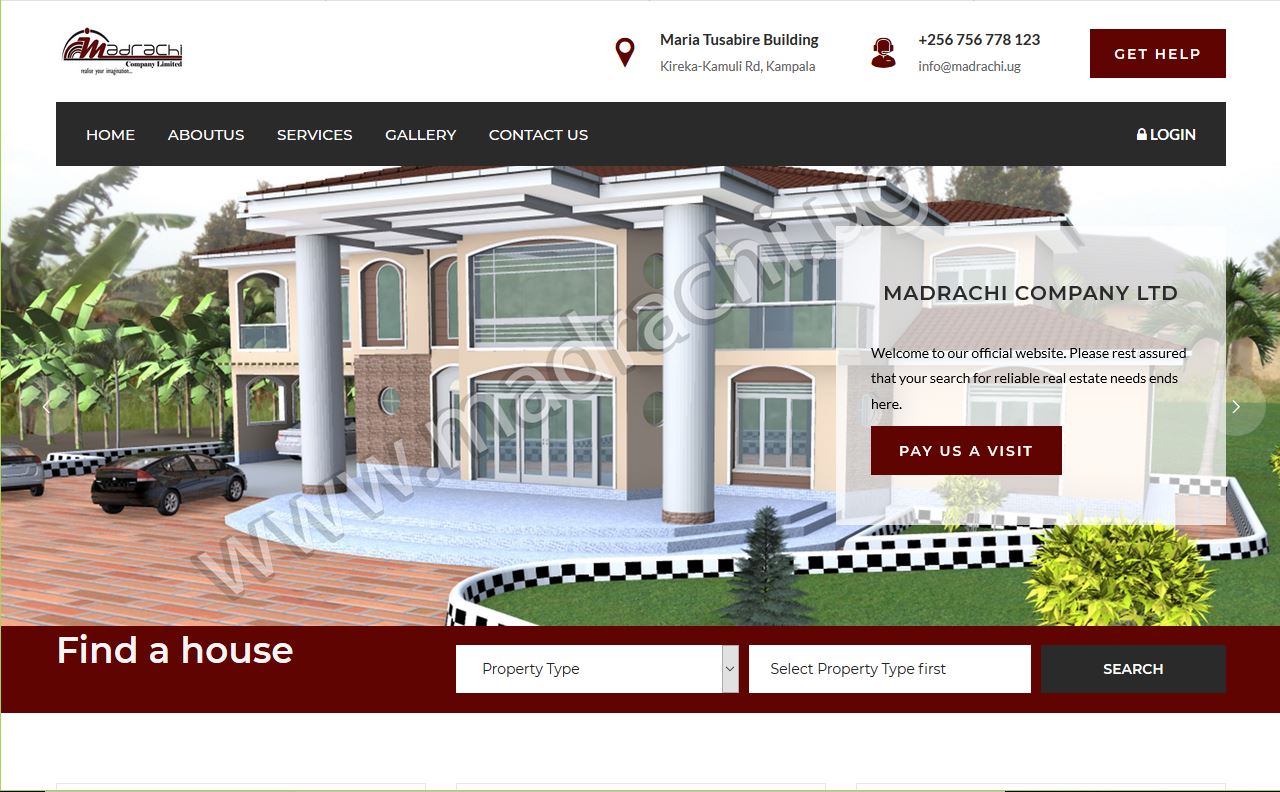 Madrachi
Company Limited
realise your imagination...
Maria Tusabire Building
Kireka-Kamuli Rd, Kampala
+256 756 778 123
info@madrachi.ug
GET HELP
HOME
ABOUTUS
SERVICES
GALLERY
CONTACT US
LOGIN
www.madrachi.ug
MADRACHI COMPANY LTD
Welcome to our official website. Please rest assured
that your search for reliable real estate needs ends
here.
PAY US A VISIT
Find a house
Property Type
Select Property Type first
SEARCH